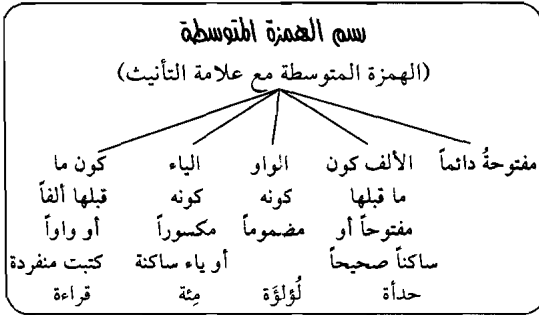 رسم الهمزة المتوسطة
(الهمزة المتوسطة مع علامة التأنيث)
مفتوحةُ دائماً الألف كون الواو الياء كون ما
ما قبلها كونه كونه قبلها ألفاً
مفتوحاً أو مضموماً مكسوراً أو واواً
ساكناً صحيحاً أو ياء ساكنة كتبت منفردة
حدأة لُؤلؤَة مِئة قراءة